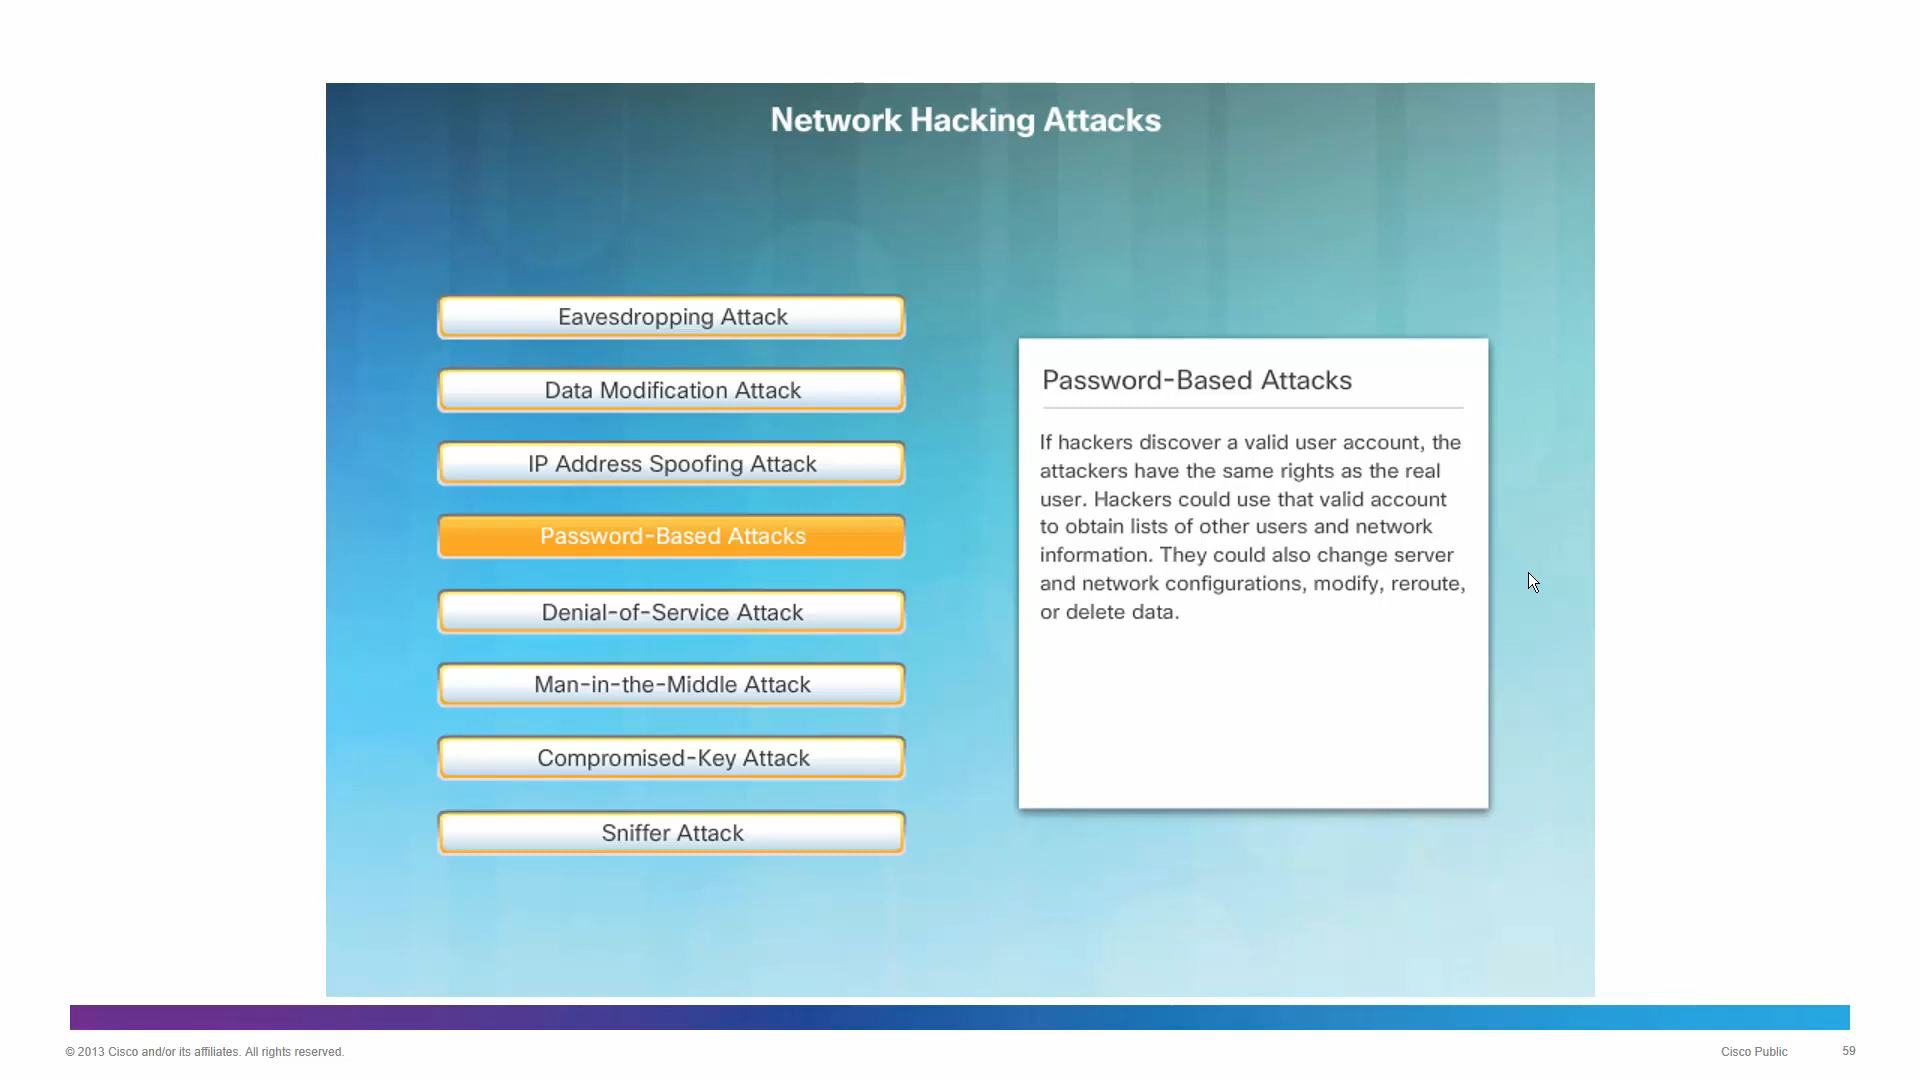 Network Hacking Attacks
Eavesdropping Attack
Data Modification Attack
IP Address Spoofing Attack
Password-Based Attacks
Denial-of-Service Attack
Man-in-the-Middle Attack
Compromised-Key Attack
Sniffer Attack
Password-Based Attacks
If hackers discover a valid user account, the
attackers have the same rights as the real
user. Hackers could use that valid account
to obtain lists of other users and network
information. They could also change server
and network configurations, modify, reroute,
or delete data.
© 2013 Cisco and/or its affiliates. All rights reserved.
Cisco Public
59